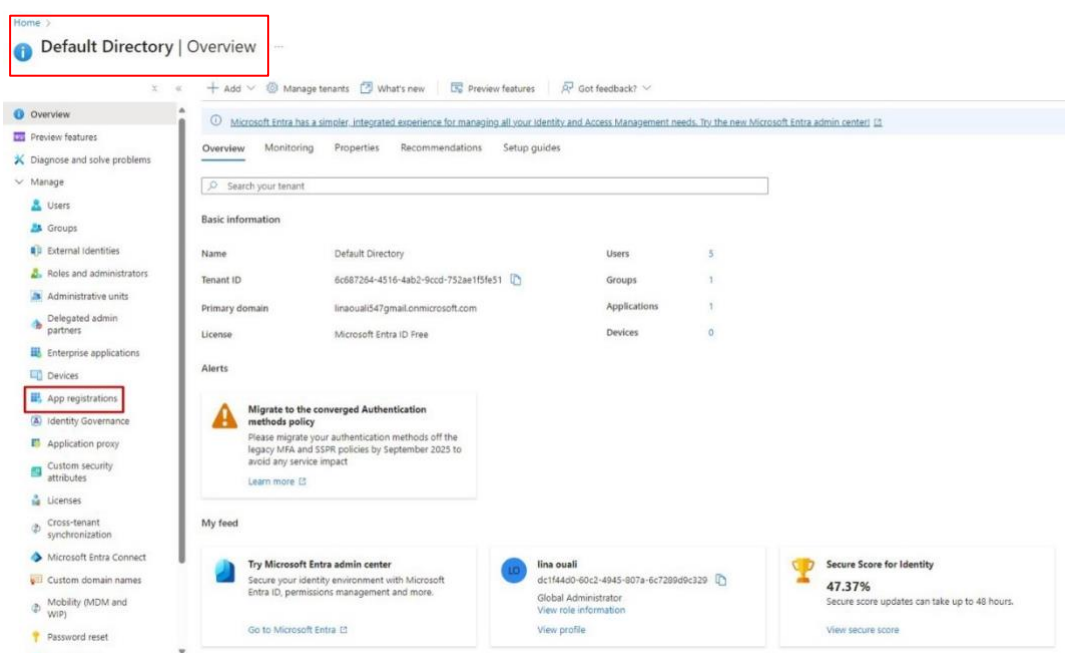 Home >
Default Directory | Overview ...
Add
Manage tenants
What's new
Preview features
Got feedback?
Overview
Preview features
Diagnose and solve problems
Manage
Users
Groups
External Identities
Roles and administrators
Administrative units
Delegated admin
partners
Enterprise applications
Devices
App registrations
Identity Governance
Application proxy
Custom security
attributes
Licenses
Cross-tenant
synchronization
Microsoft Entra Connect
Custom domain names
Mobility (MDM and
WIP)
Password reset
Microsoft Entra has a simpler, integrated experience for managing all your Identity and Access Management needs. Try the new Microsoft Entra admin center!
Overview Monitoring Properties Recommendations Setup guides
Search your tenant
Basic information
Name Default Directory Users 5
Tenant ID 6c687264-4516-4ab2-9ccd-752ae1f5fe51 Groups 1
Primary domain linaouali547gmail.onmicrosoft.com Applications 1
License Microsoft Entra ID Free Devices 0
Alerts
Migrate to the converged Authentication
methods policy
Please migrate your authentication methods off the
legacy MFA and SSPR policies by September 2025 to
avoid any service impact
Learn more
My feed
Try Microsoft Entra admin center
Secure your identity environment with Microsoft
Entra ID, permissions management and more.
Go to Microsoft Entra
LO
lina ouali
dc1f44d0-60c2-4945-807a-6c7289d9c329
Global Administrator
View role information
View profile
Secure Score for Identity
47.37%
Secure score updates can take up to 48 hours.
View secure score